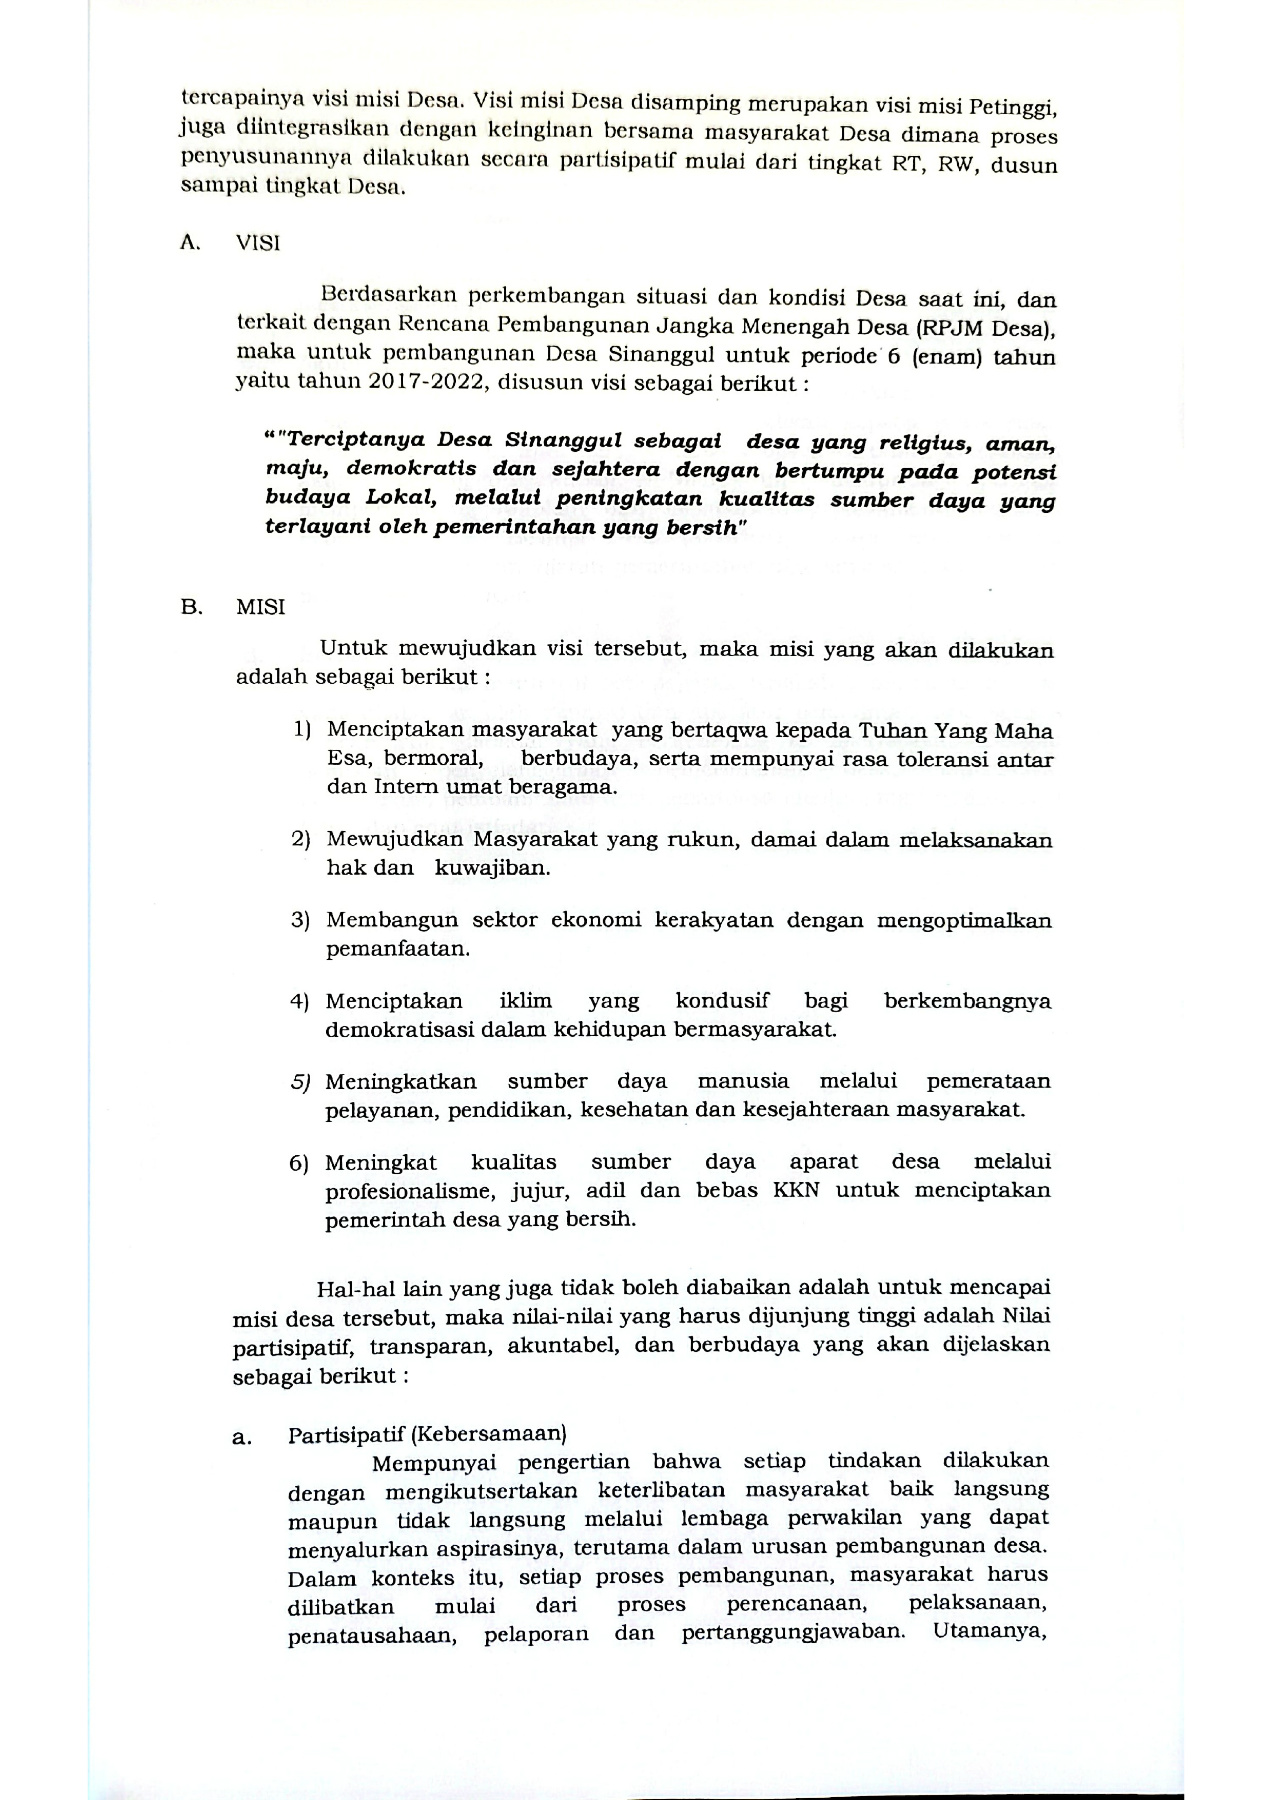 tercapainya visi misi Desa. Visi misi Desa disamping merupakan visi misi Petinggi,
juga diintegrasikan dengan keinginan bersama masyarakat Desa dimana proses
penyusunannya dilakukan secara partisipatif mulai dari tingkat RT, RW, dusun
sampai tingkat Desa.
A. VISI
Berdasarkan perkembangan situasi dan kondisi Desa saat ini, dan
terkait dengan Rencana Pembangunan Jangka Menengah Desa (RPJM Desa),
maka untuk pembangunan Desa Sinanggul untuk periode 6 (enam) tahun
yaitu tahun 2017-2022, disusun visi sebagai berikut :
“"Terciptanya Desa Sinanggul sebagai desa yang religius, aman,
maju, demokratis dan sejahtera dengan bertumpu pada potensi
budaya Lokal, melalui peningkatan kualitas sumber daya yang
terlayani oleh pemerintahan yang bersih"
B. MISI
Untuk mewujudkan visi tersebut, maka misi yang akan dilakukan
adalah sebagai berikut :
1) Menciptakan masyarakat yang bertaqwa kepada Tuhan Yang Maha
Esa, bermoral, berbudaya, serta mempunyai rasa toleransi antar
dan Intern umat beragama.
2) Mewujudkan Masyarakat yang rukun, damai dalam melaksanakan
hak dan kuwajiban.
3) Membangun sektor ekonomi kerakyatan dengan mengoptimalkan
pemanfaatan.
4) Menciptakan iklim yang kondusif bagi berkembangnya
demokratisasi dalam kehidupan bermasyarakat.
5) Meningkatkan sumber daya manusia melalui pemerataan
pelayanan, pendidikan, kesehatan dan kesejahteraan masyarakat.
6) Meningkat kualitas sumber daya aparat desa melalui
profesionalisme, jujur, adil dan bebas KKN untuk menciptakan
pemerintah desa yang bersih.
Hal-hal lain yang juga tidak boleh diabaikan adalah untuk mencapai
misi desa tersebut, maka nilai-nilai yang harus dijunjung tinggi adalah Nilai
partisipatif, transparan, akuntabel, dan berbudaya yang akan dijelaskan
sebagai berikut :
a. Partisipatif (Kebersamaan)
Mempunyai pengertian bahwa setiap tindakan dilakukan
dengan mengikutsertakan keterlibatan masyarakat baik langsung
maupun tidak langsung melalui lembaga perwakilan yang dapat
menyalurkan aspirasinya, terutama dalam urusan pembangunan desa.
Dalam konteks itu, setiap proses pembangunan, masyarakat harus
dilibatkan mulai dari proses perencanaan, pelaksanaan,
penatausahaan, pelaporan dan pertanggungjawaban. Utamanya,